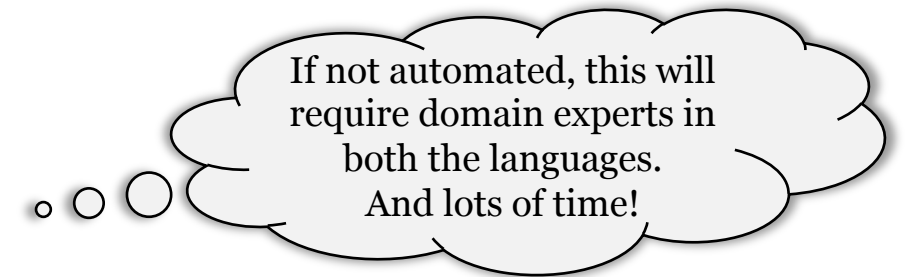 If not automated, this will
require domain experts in
both the languages.
And lots of time!